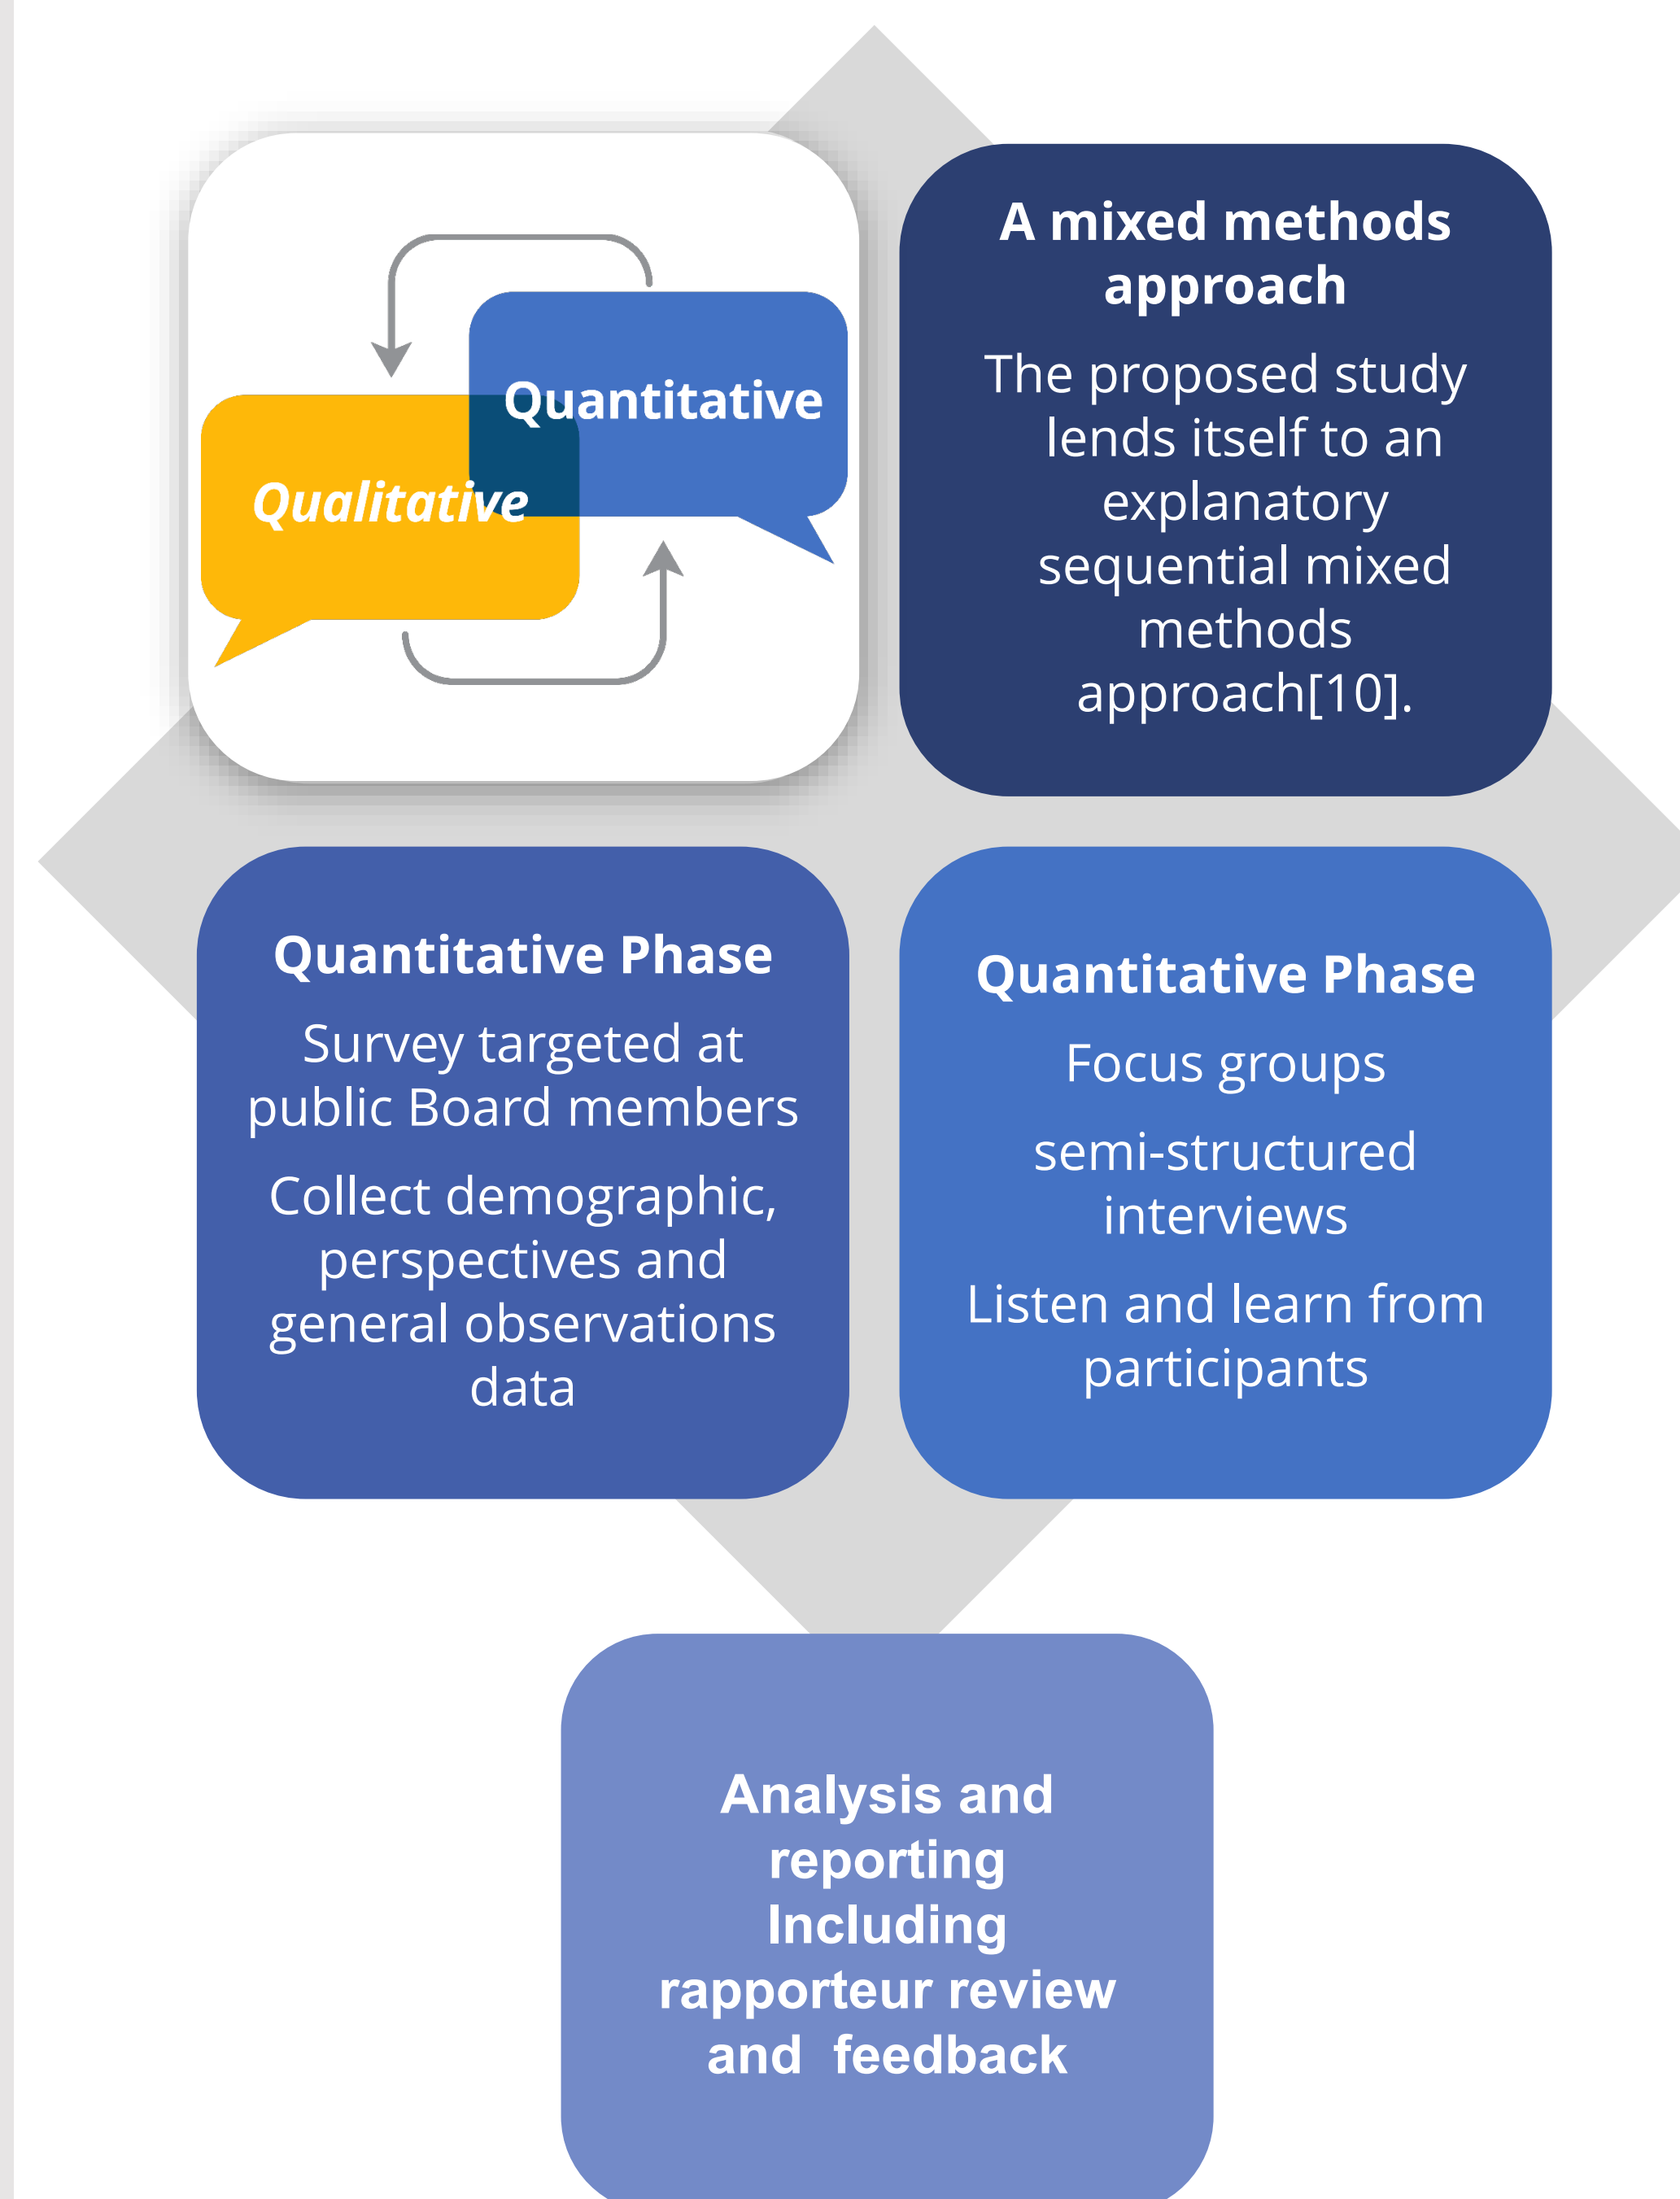 Quantitative
Qualitative
A mixed methods
approach
The proposed study
lends itself to an
explanatory
sequential mixed
methods
approach[10].
Quantitative Phase
Survey targeted at
public Board members
Collect demographic,
perspectives and
general observations
data
Quantitative Phase
Focus groups
semi-structured
interviews
Listen and learn from
participants
Analysis and
reporting
Including
rapporteur review
and  feedback